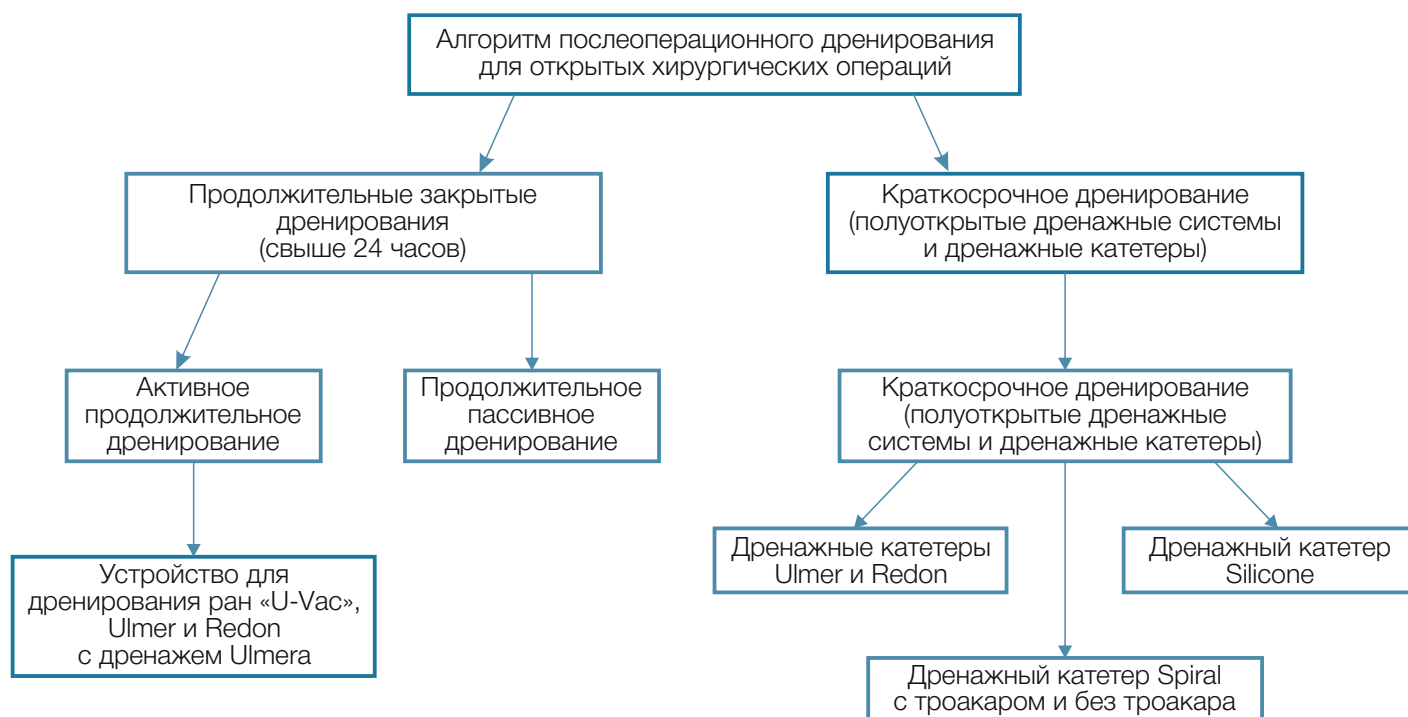 Алгоритм послеоперационного дренирования
для открытых хирургических операций
Продолжительные закрытые
дренирования
(свыше 24 часов)
Краткосрочное дренирование
(полуоткрытые дренажные системы
и дренажные катетеры)
Активное
продолжительное
дренирование
Продолжительное
пассивное
дренирование
Краткосрочное дренирование
(полуоткрытые дренажные
системы и дренажные катетеры)
Устройство для
дренирования ран «U-Vac»,
Ulmer и Redon
с дренажем Ulmera
Дренажные катетеры
Ulmer и Redon
Дренажный катетер
Silicone
Дренажный катетер Spiral
с троакаром и без троакара